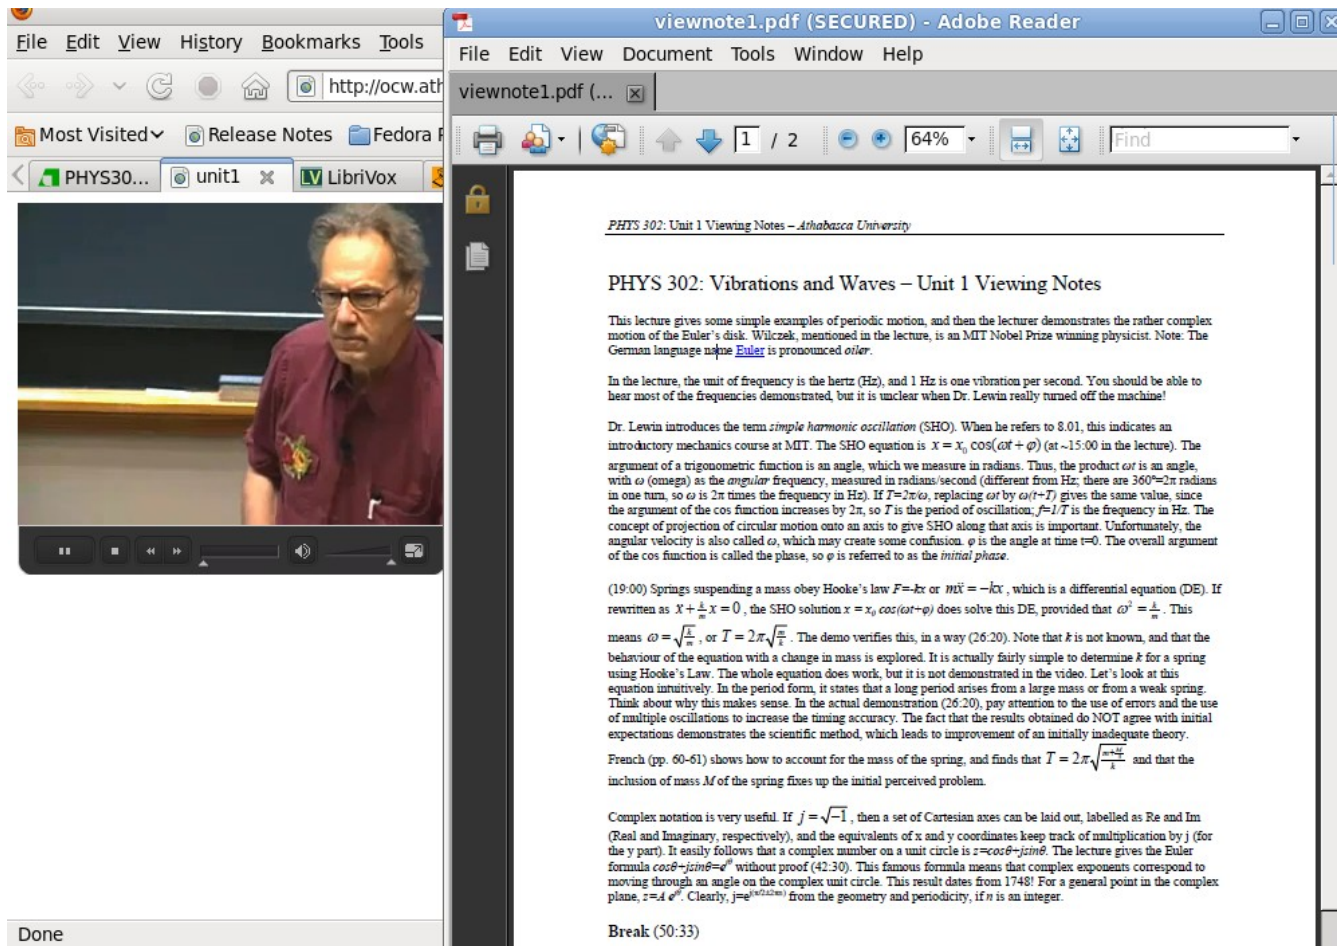 File Edit View History Bookmarks Tools
http://ocw.ath
Most Visited Release Notes Fedora
PHYS30... unit1 LibriVox
LV
Done
viewnote1.pdf (SECURED) - Adobe Reader
File Edit View Document Tools Window Help
viewnote1.pdf (...
1 / 2 64% Find
PHYS 302: Unit 1 Viewing Notes – Athabasca University
PHYS 302: Vibrations and Waves – Unit 1 Viewing Notes
This lecture gives some simple examples of periodic motion, and then the lecturer demonstrates the rather complex
motion of the Euler's disk. Wilczek, mentioned in the lecture, is an MIT Nobel Prize winning physicist. Note: The
German language name Euler is pronounced oiler.
In the lecture, the unit of frequency is the hertz (Hz), and 1 Hz is one vibration per second. You should be able to
hear most of the frequencies demonstrated, but it is unclear when Dr. Lewin really turned off the machine!
Dr. Lewin introduces the term simple harmonic oscillation (SHO). When he refers to 8.01, this indicates an
introductory mechanics course at MIT. The SHO equation is x = x₀ cos(ωt + φ) (at ~15:00 in the lecture). The
argument of a trigonometric function is an angle, which we measure in radians. Thus, the product ωt is an angle,
with ω (omega) as the angular frequency, measured in radians/second (different from Hz; there are 360º=2π radians
in one turn, so ω is 2π times the frequency in Hz). If T=2π/ω, replacing ωt by ω(t+T) gives the same value, since
the argument of the cos function increases by 2π, so T is the period of oscillation; f=1/T is the frequency in Hz. The
concept of projection of circular motion onto an axis to give SHO along that axis is important. Unfortunately, the
angular velocity is also called ω, which may create some confusion. φ is the angle at time t=0. The overall argument
of the cos function is called the phase, so φ is referred to as the initial phase.
(19:00) Springs suspending a mass obey Hooke's law F=-kx or mẍ = −kx , which is a differential equation (DE). If
rewritten as ẍ + k/m x = 0 , the SHO solution x = x₀ cos(ωt+φ) does solve this DE, provided that ω² = k/m . This
means ω = √(k/m) , or T = 2π√(m/k) . The demo verifies this, in a way (26:20). Note that k is not known, and that the
behaviour of the equation with a change in mass is explored. It is actually fairly simple to determine k for a spring
using Hooke's Law. The whole equation does work, but it is not demonstrated in the video. Let's look at this
equation intuitively. In the period form, it states that a long period arises from a large mass or from a weak spring.
Think about why this makes sense. In the actual demonstration (26:20), pay attention to the use of errors and the use
of multiple oscillations to increase the timing accuracy. The fact that the results obtained do NOT agree with initial
expectations demonstrates the scientific method, which leads to improvement of an initially inadequate theory.
French (pp. 60-61) shows how to account for the mass of the spring, and finds that T = 2π√((m+M/3)/k) and that the
inclusion of mass M of the spring fixes up the initial perceived problem.
Complex notation is very useful. If j = √−1 , then a set of Cartesian axes can be laid out, labelled as Re and Im
(Real and Imaginary, respectively), and the equivalents of x and y coordinates keep track of multiplication by j (for
the y part). It easily follows that a complex number on a unit circle is z=cosθ+jsinθ. The lecture gives the Euler
formula cosθ+jsinθ=e^jθ without proof (42:30). This famous formula means that complex exponents correspond to
moving through an angle on the complex unit circle. This result dates from 1748! For a general point in the complex
plane, z=A e^jθ. Clearly, j=e^j(π/2±2πn) from the geometry and periodicity, if n is an integer.
Break (50:33)